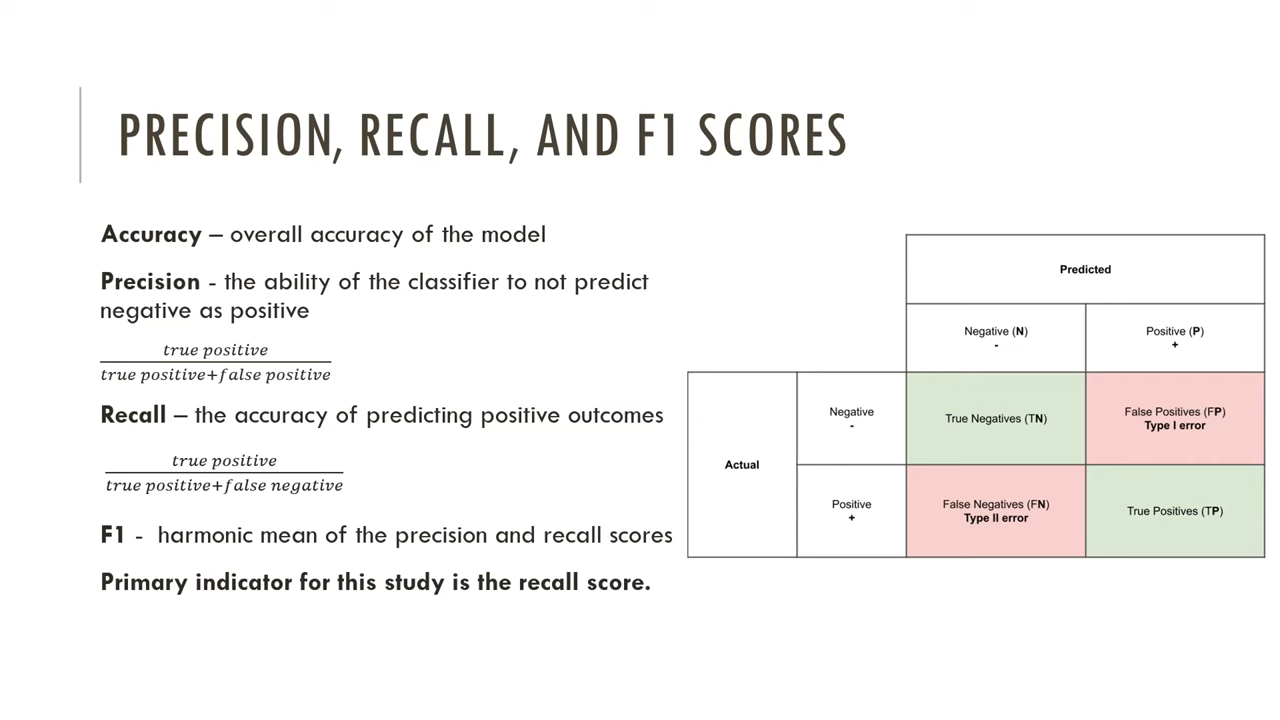 PRECISION, RECALL, AND F1 SCORES
Accuracy – overall accuracy of the model
Precision - the ability of the classifier to not predict
negative as positive
true positive
true positive+false positive
Recall – the accuracy of predicting positive outcomes
true positive
true positive+false negative
F1 - harmonic mean of the precision and recall scores
Primary indicator for this study is the recall score.
Predicted
Negative (N)
-
Positive (P)
+
Actual
Negative
-
True Negatives (TN)
False Positives (FP)
Type I error
Positive
+
False Negatives (FN)
Type II error
True Positives (TP)